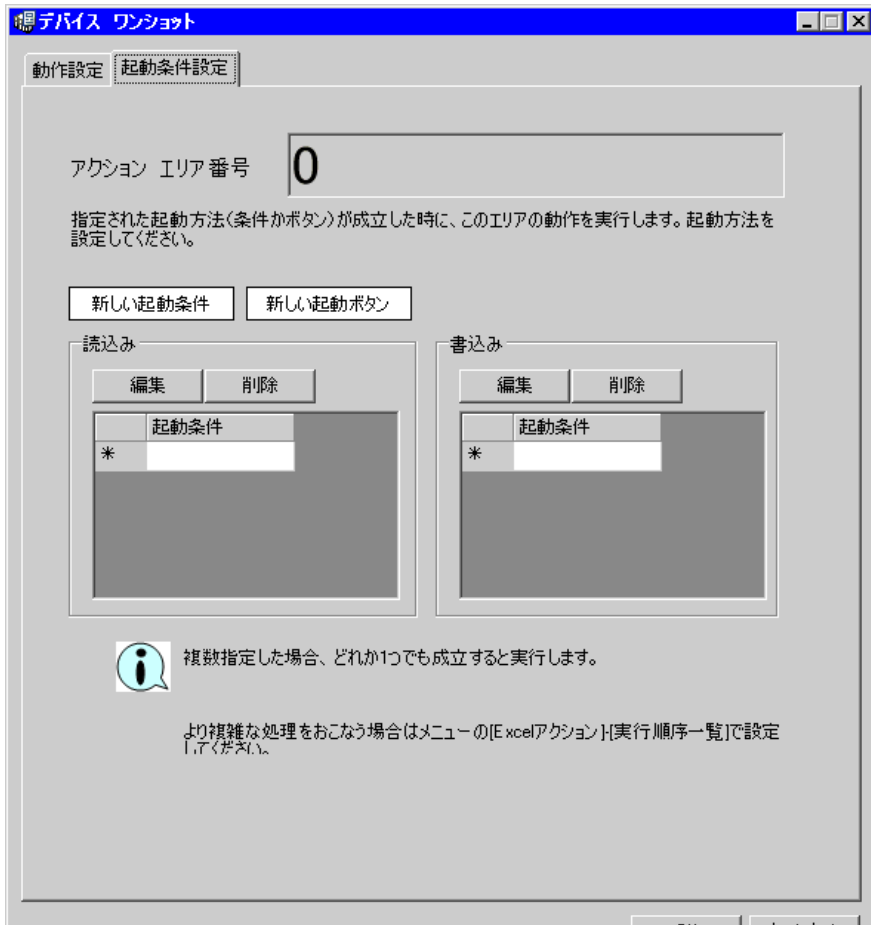 デバイス ワンショット
動作設定 起動条件設定
アクション エリア番号 0
指定された起動方法(条件かボタン)が成立した時に、このエリアの動作を実行します。起動方法を
設定してください。
新しい起動条件 新しい起動ボタン
読込み 書込み
編集 削除 編集 削除
起動条件 起動条件
* *
複数指定した場合、どれか1つでも成立すると実行します。
より複雑な処理をおこなう場合はメニューの[Excelアクション]-[実行順序一覧]で設定
してください。